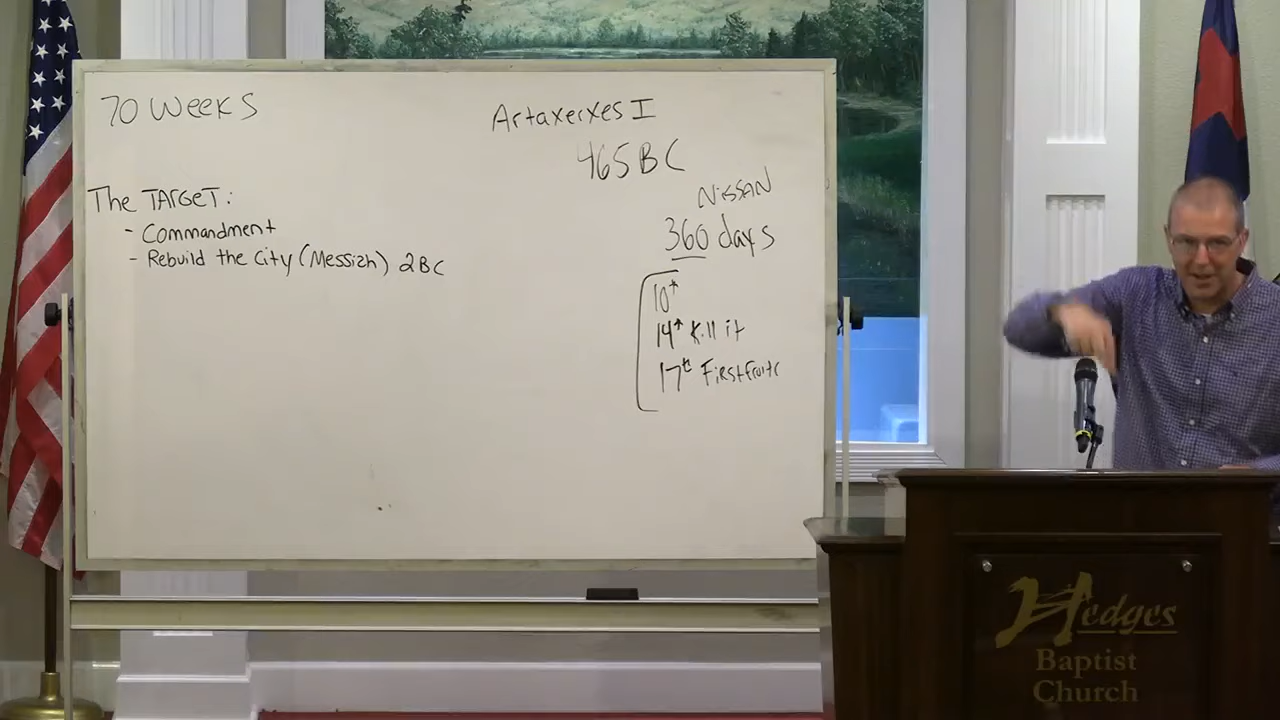 70 Weeks
The TARGET:
- Commandment
- Rebuild the City (Messiah) 2BC
Artaxerxes I
465 BC
NISSAN
360 days
10th
14th Kill it
17th Firstfruits
Hedges
Baptist
Church